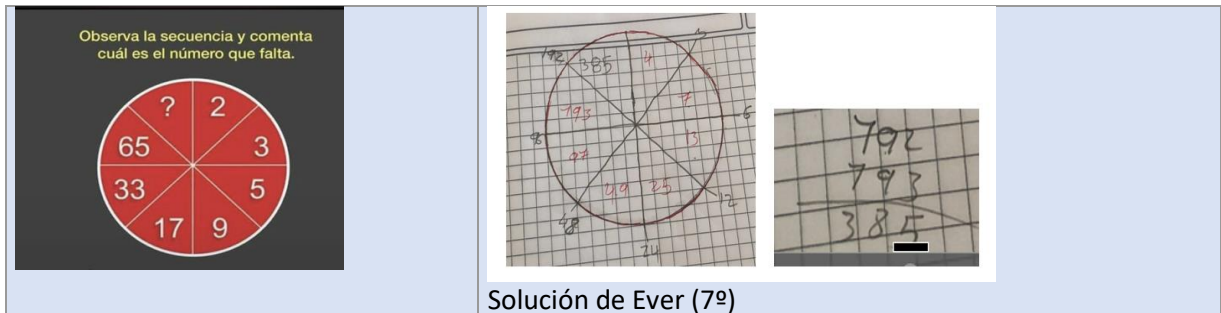 Observa la secuencia y comenta
cuál es el número que falta.
? 2
65 3
33 5
17 9
192 385 4 3
193 7 6
97 13
49 25 12
48
24
192
193
385
Solución de Ever (7º)